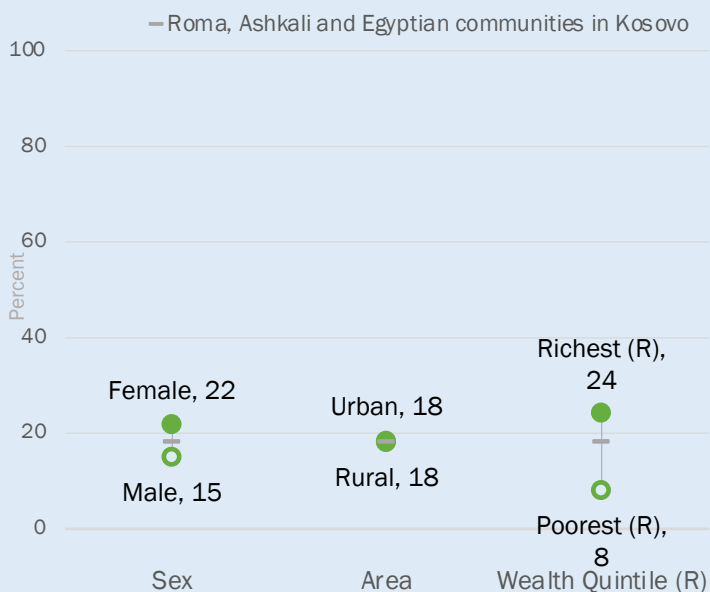 Roma, Ashkali and Egyptian communities in Kosovo
100
80
60
40
20
0
Percent
Female, 22
Male, 15
Urban, 18
Rural, 18
Richest (R),
24
Poorest (R),
8
Sex
Area
Wealth Quintile (R)